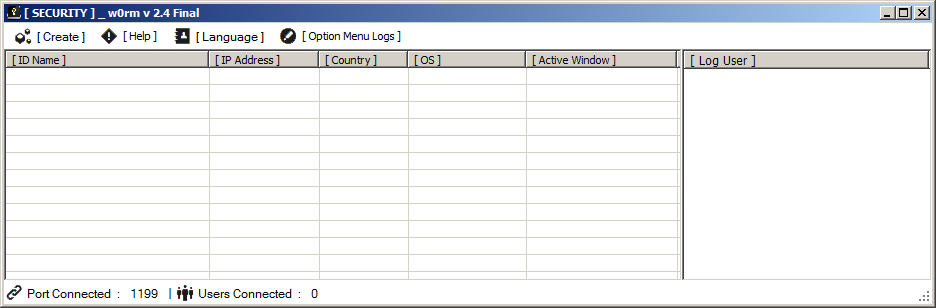 [ SECURITY ] _ w0rm v 2.4 Final
[ Create ] [ Help ] [ Language ] [ Option Menu Logs ]
[ ID Name ] [ IP Address ] [ Country ] [ OS ] [ Active Window ] [ Log User ]
Port Connected : 1199 | Users Connected : 0